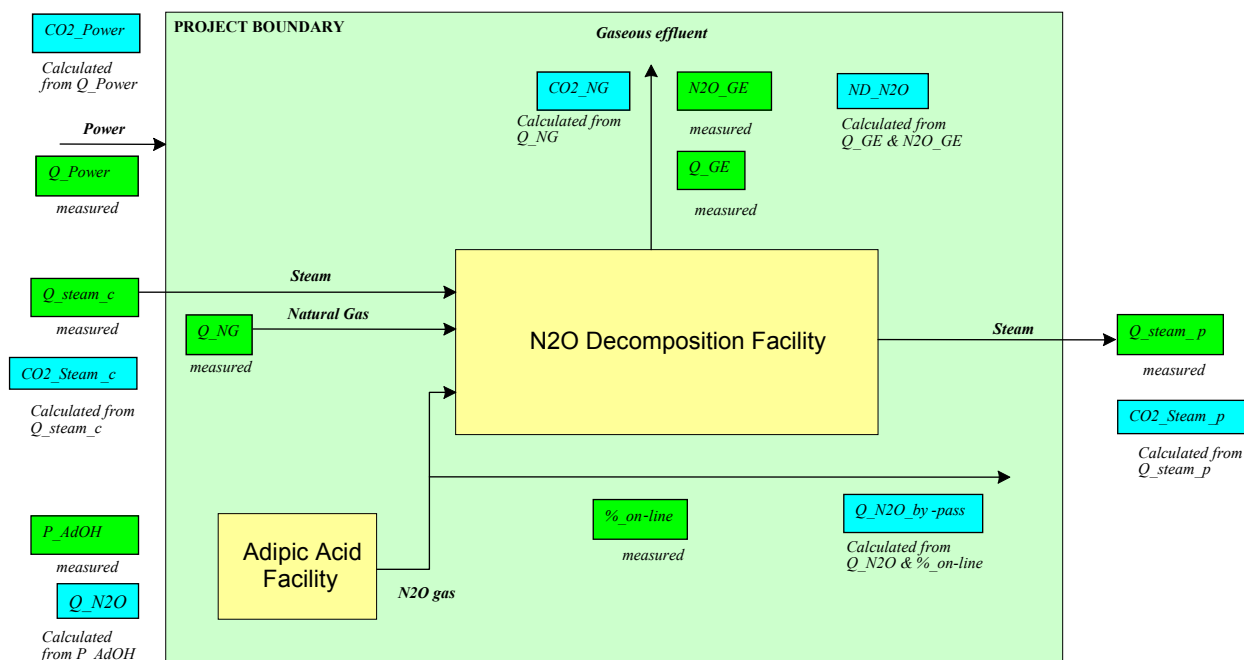 CO2_Power
Calculated
from Q_Power
Power
Q_Power
measured
PROJECT BOUNDARY
Gaseous effluent
CO2_NG
Calculated from
Q_NG
N2O_GE
measured
Q_GE
measured
ND_N2O
Calculated from
Q_GE & N2O_GE
Q_steam_c
measured
Steam
Natural Gas
Q_NG
measured
CO2_Steam_c
Calculated from
Q_steam_c
N2O Decomposition Facility
Steam
Q_steam_p
measured
CO2_Steam_p
Calculated from
Q_steam_p
P_AdOH
measured
Q_N2O
Calculated
from P_AdOH
Adipic Acid
Facility
N2O gas
%_on-line
measured
Q_N2O_by-pass
Calculated from
Q_N2O & %_on-line